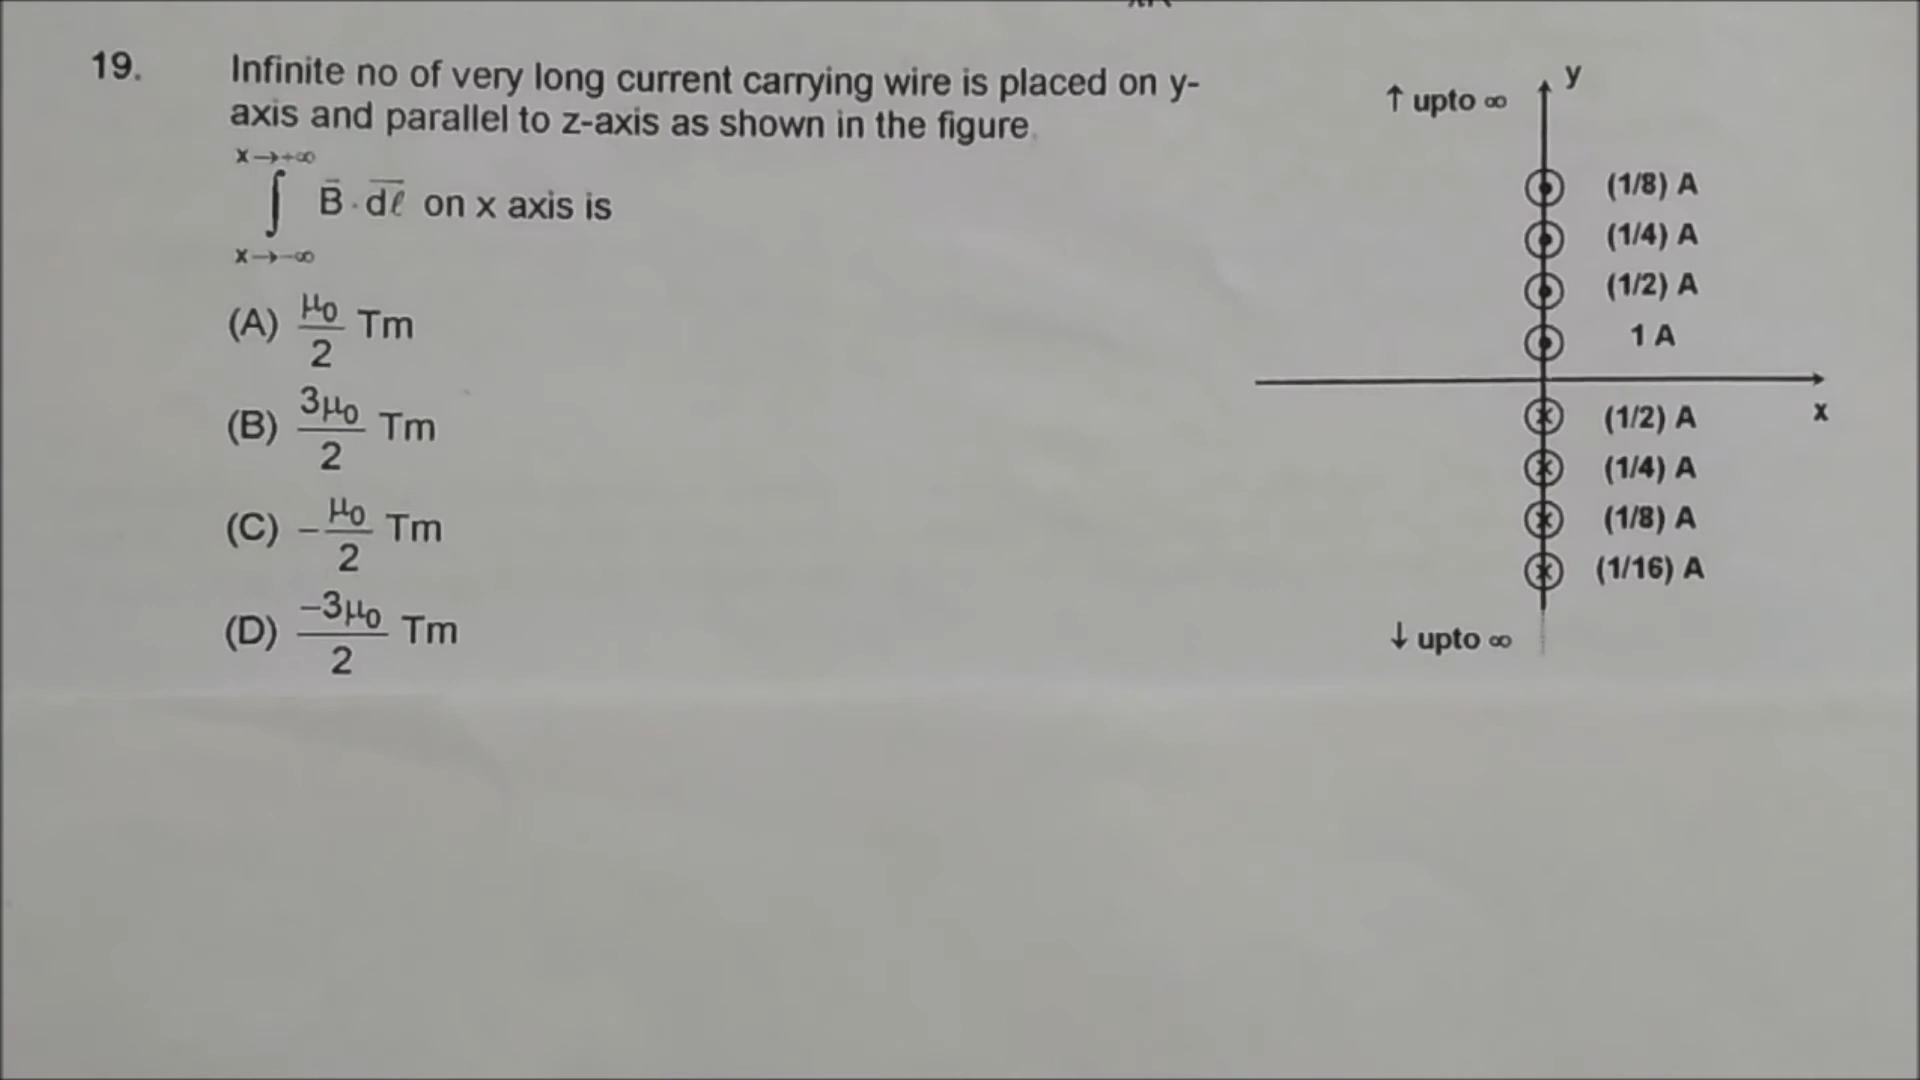 19. Infinite no of very long current carrying wire is placed on y-
axis and parallel to z-axis as shown in the figure.
x→+∞
∫ B̄ · dℓ on x axis is
x→-∞
(A) μ₀/2 Tm
(B) 3μ₀/2 Tm
(C) -μ₀/2 Tm
(D) -3μ₀/2 Tm
y
↑ upto ∞
(1/8) A
(1/4) A
(1/2) A
1 A
x
(1/2) A
(1/4) A
(1/8) A
(1/16) A
↓ upto ∞